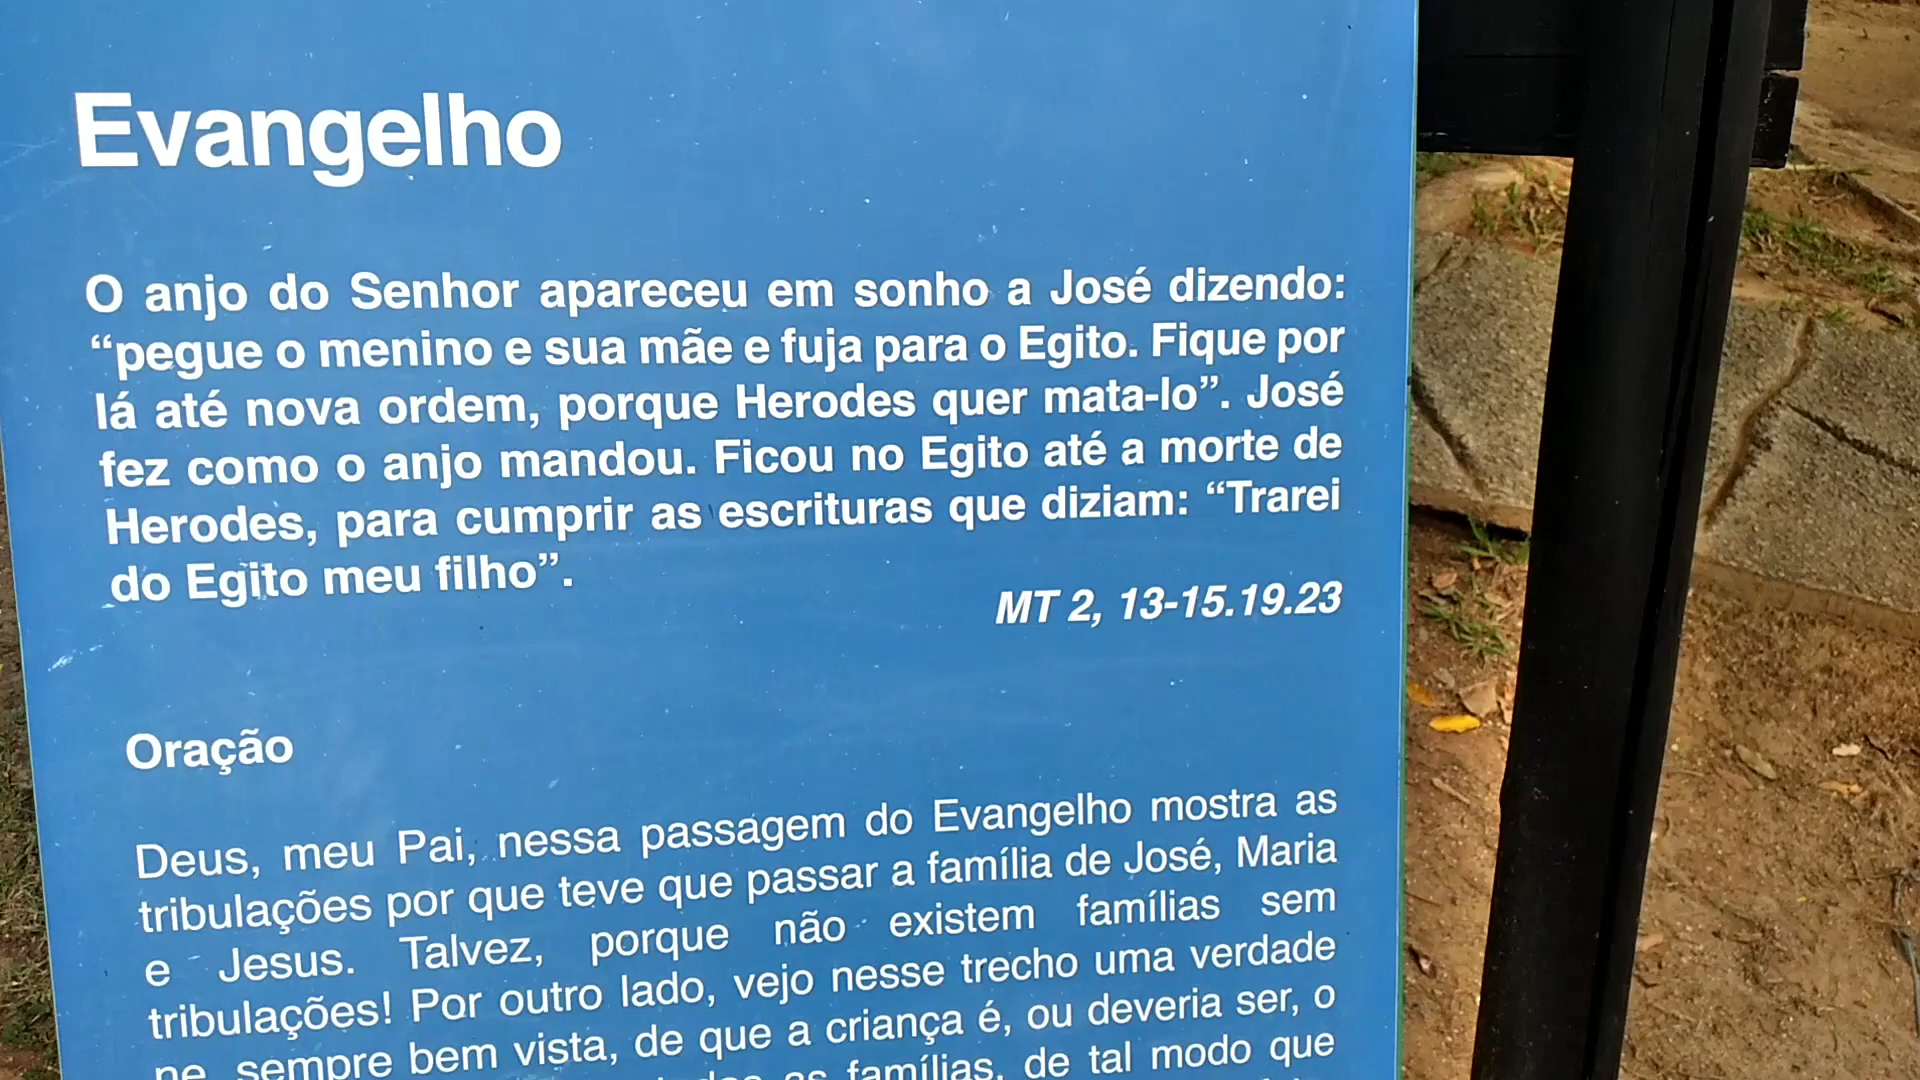 Evangelho
O anjo do Senhor apareceu em sonho a José dizendo:
“pegue o menino e sua mãe e fuja para o Egito. Fique por
lá até nova ordem, porque Herodes quer mata-lo”. José
fez como o anjo mandou. Ficou no Egito até a morte de
Herodes, para cumprir as escrituras que diziam: “Trarei
do Egito meu filho”.
MT 2, 13-15.19.23
Oração
Deus, meu Pai, nessa passagem do Evangelho mostra as
tribulações por que teve que passar a família de José, Maria
e Jesus. Talvez, porque não existem famílias sem
tribulações! Por outro lado, vejo nesse trecho uma verdade
sempre bem vista, de que a criança é, ou deveria ser, o
as famílias, de tal modo que